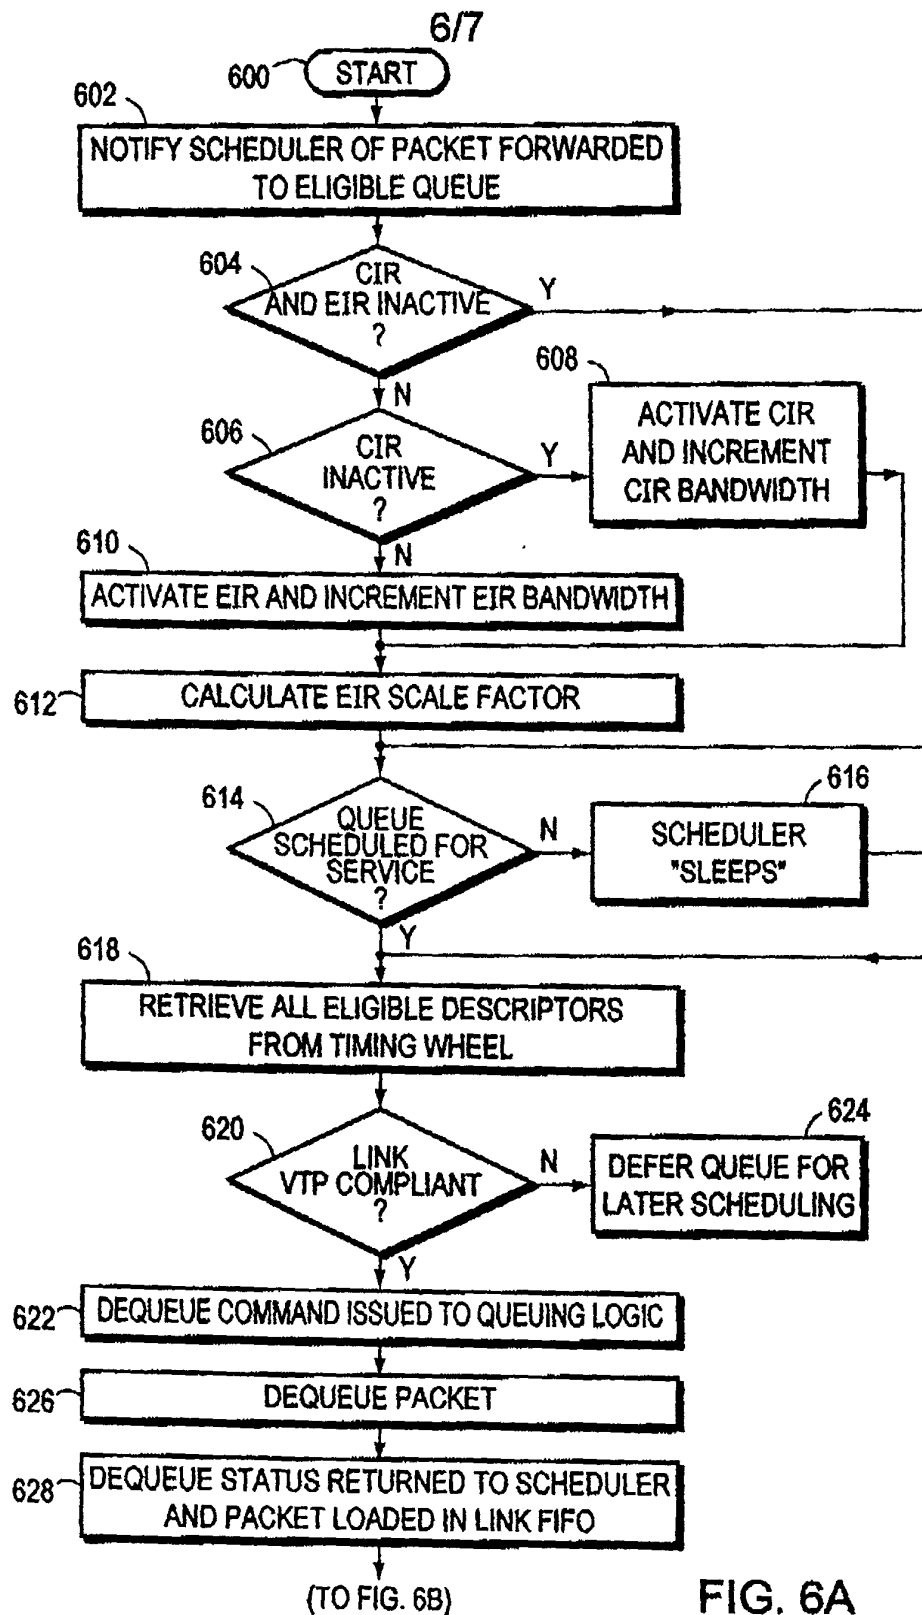 6/7
600
START
602
NOTIFY SCHEDULER OF PACKET FORWARDED
TO ELIGIBLE QUEUE
604
CIR
AND EIR INACTIVE
?
Y
N
606
CIR
INACTIVE
?
Y
608
ACTIVATE CIR
AND INCREMENT
CIR BANDWIDTH
N
610
ACTIVATE EIR AND INCREMENT EIR BANDWIDTH
612
CALCULATE EIR SCALE FACTOR
614
QUEUE
SCHEDULED FOR
SERVICE
?
N
616
SCHEDULER
"SLEEPS"
Y
618
RETRIEVE ALL ELIGIBLE DESCRIPTORS
FROM TIMING WHEEL
620
LINK
VTP COMPLIANT
?
N
624
DEFER QUEUE FOR
LATER SCHEDULING
Y
622
DEQUEUE COMMAND ISSUED TO QUEUING LOGIC
626
DEQUEUE PACKET
628
DEQUEUE STATUS RETURNED TO SCHEDULER
AND PACKET LOADED IN LINK FIFO
(TO FIG. 6B)
FIG. 6A